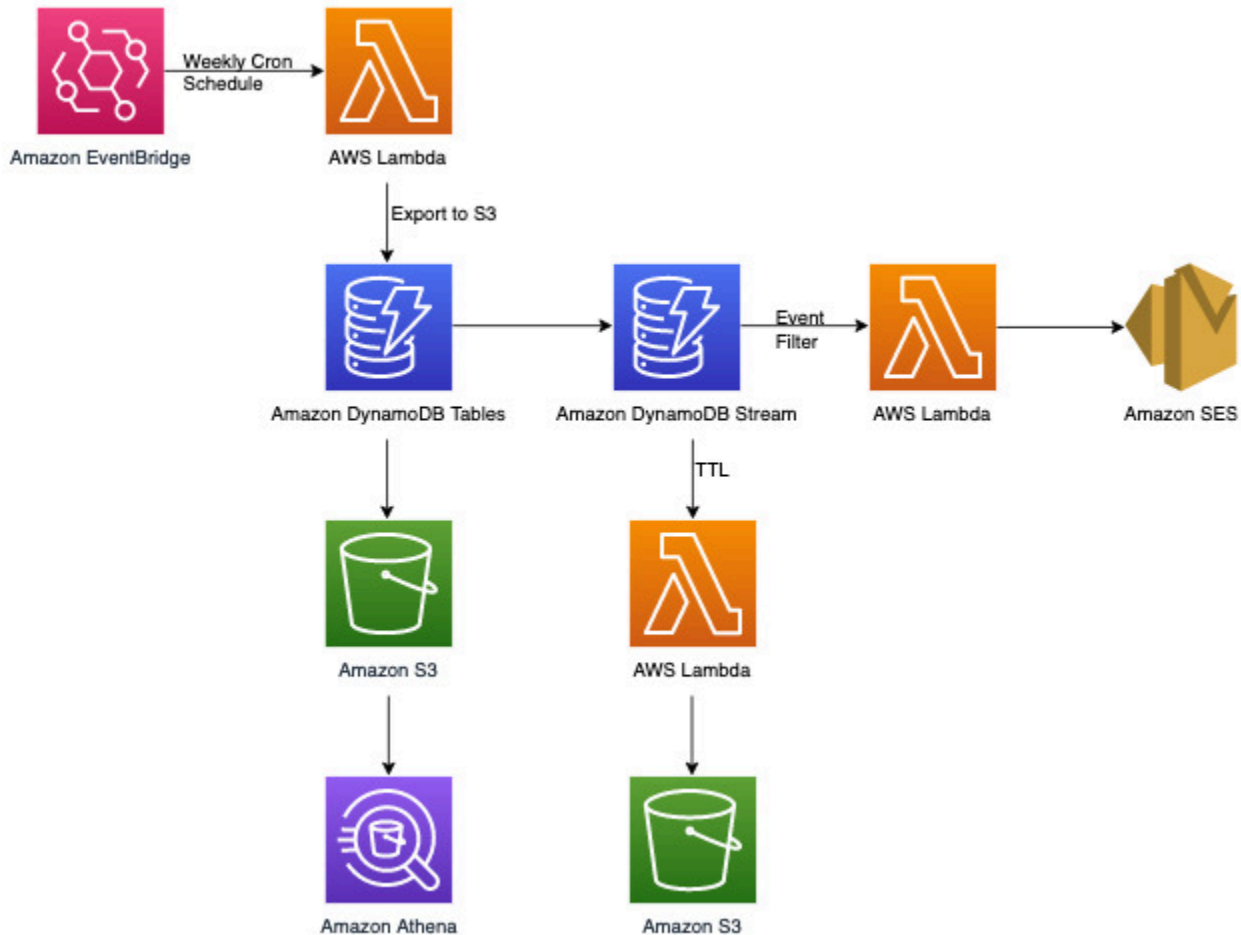 Weekly Cron
Schedule
Amazon EventBridge
AWS Lambda
Export to S3
Event
Filter
Amazon DynamoDB Tables
Amazon DynamoDB Stream
AWS Lambda
Amazon SES
TTL
Amazon S3
AWS Lambda
Amazon Athena
Amazon S3